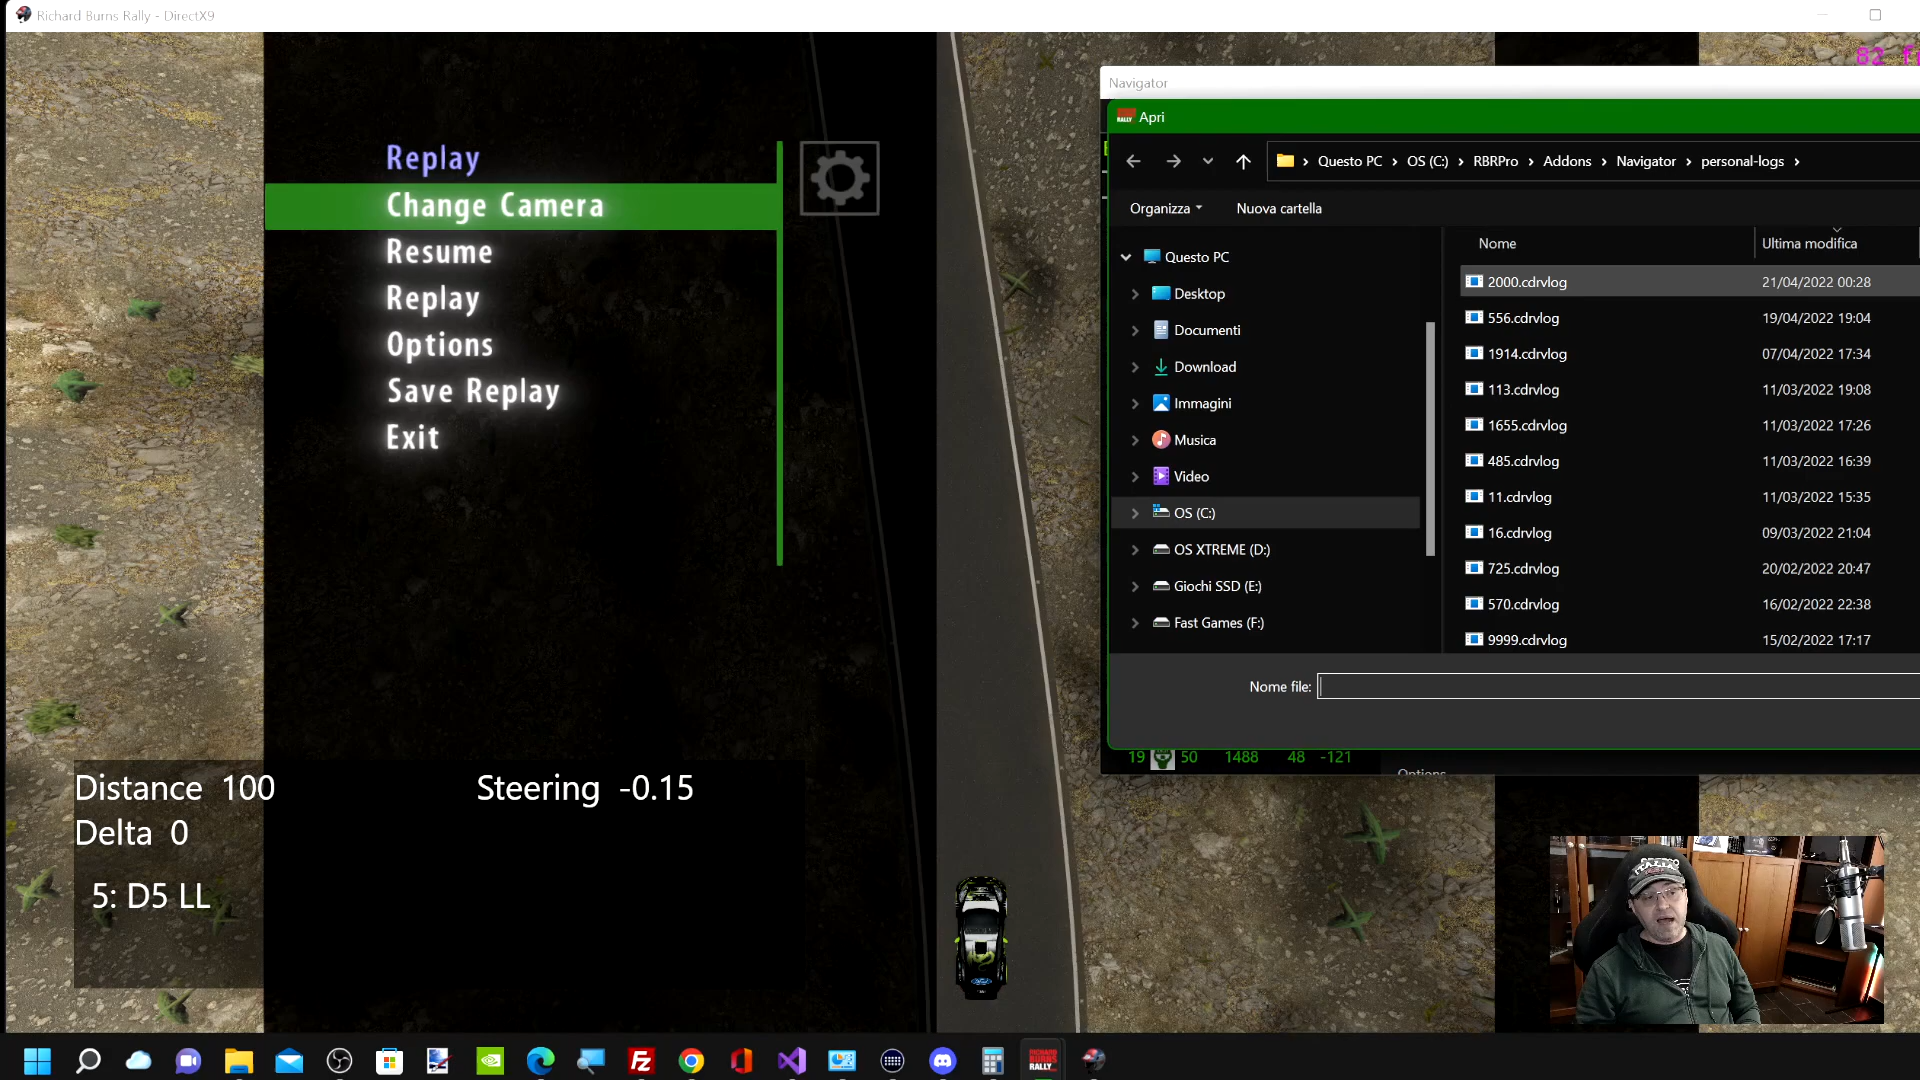 Richard Burns Rally - DirectX9
Replay
Change Camera
Resume
Replay
Options
Save Replay
Exit
Distance 100
Steering -0.15
Delta 0
5: D5 LL
Navigator
RALLY Apri
Questo PC > OS (C:) > RBRPro > Addons > Navigator > personal-logs >
Organizza
Nuova cartella
Questo PC
Desktop
Documenti
Download
Immagini
Musica
Video
OS (C:)
OS XTREME (D:)
Giochi SSD (E:)
Fast Games (F:)
Nome Ultima modifica
2000.cdrvlog 21/04/2022 00:28
556.cdrvlog 19/04/2022 19:04
1914.cdrvlog 07/04/2022 17:34
113.cdrvlog 11/03/2022 19:08
1655.cdrvlog 11/03/2022 17:26
485.cdrvlog 11/03/2022 16:39
11.cdrvlog 11/03/2022 15:35
16.cdrvlog 09/03/2022 21:04
725.cdrvlog 20/02/2022 20:47
570.cdrvlog 16/02/2022 22:38
9999.cdrvlog 15/02/2022 17:17
Nome file:
19 50 1488 48 -121
Options
82
Fz
RICHARD
BURNS
RALLY